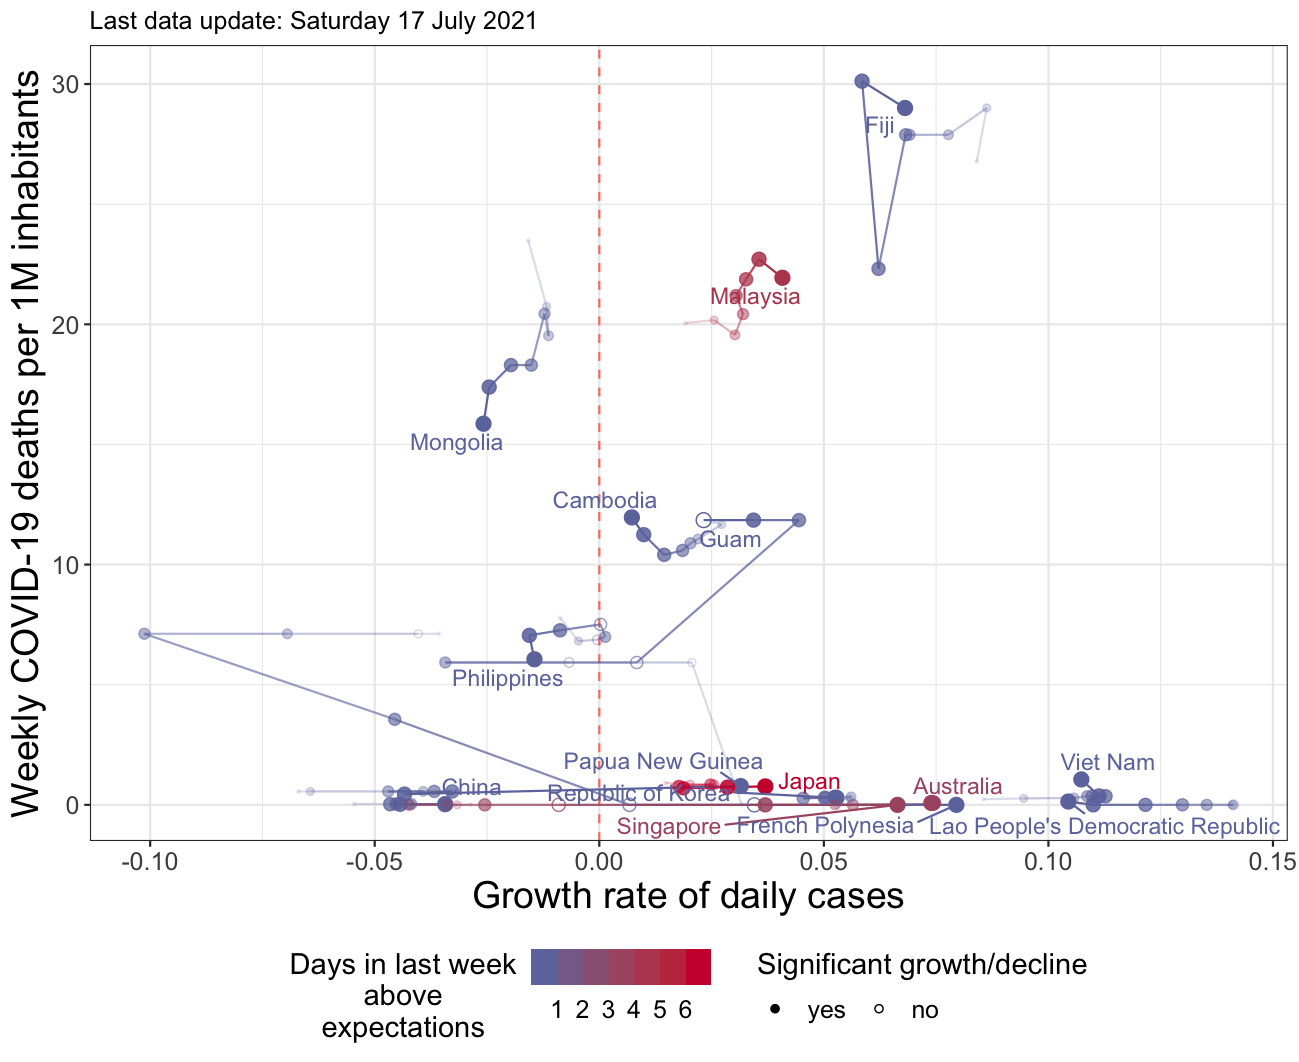 Last data update: Saturday 17 July 2021
Weekly COVID-19 deaths per 1M inhabitants
30
20
10
0
Fiji
Malaysia
Mongolia
Cambodia
Guam
Philippines
Papua New Guinea
Viet Nam
China
Republic of Korea
Japan
Australia
Singapore
French Polynesia
Lao People's Democratic Republic
-0.10
-0.05
0.00
0.05
0.10
0.15
Growth rate of daily cases
Days in last week
above
expectations
1 2 3 4 5 6
Significant growth/decline
yes no